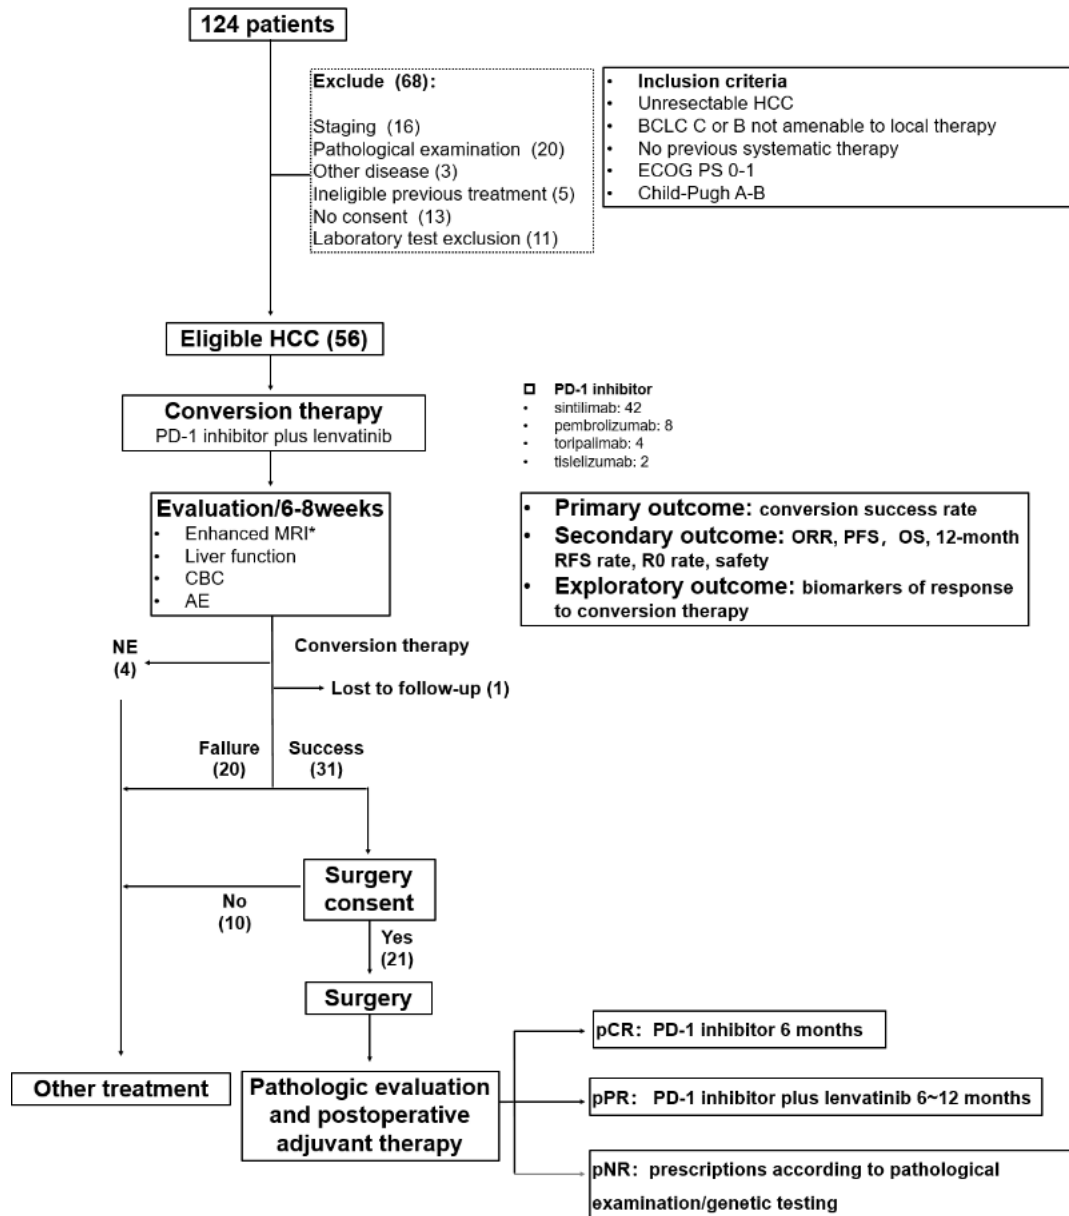 124 patients
Exclude (68):
Staging (16)
Pathological examination (20)
Other disease (3)
Ineligible previous treatment (5)
No consent (13)
Laboratory test exclusion (11)
• Inclusion criteria
• Unresectable HCC
• BCLC C or B not amenable to local therapy
• No previous systematic therapy
• ECOG PS 0-1
• Child-Pugh A-B
Eligible HCC (56)
Conversion therapy
PD-1 inhibitor plus lenvatinib
PD-1 inhibitor
• sintilimab: 42
• pembrolizumab: 8
• toripalimab: 4
• tislelizumab: 2
Evaluation/6-8weeks
• Enhanced MRI*
• Liver function
• CBC
• AE
• Primary outcome: conversion success rate
• Secondary outcome: ORR, PFS, OS, 12-month
RFS rate, R0 rate, safety
• Exploratory outcome: biomarkers of response
to conversion therapy
NE
(4)
Conversion therapy
Lost to follow-up (1)
Failure
(20)
Success
(31)
Surgery
consent
No
(10)
Yes
(21)
Surgery
Other treatment
Pathologic evaluation
and postoperative
adjuvant therapy
pCR: PD-1 inhibitor 6 months
pPR: PD-1 inhibitor plus lenvatinib 6~12 months
pNR: prescriptions according to pathological
examination/genetic testing